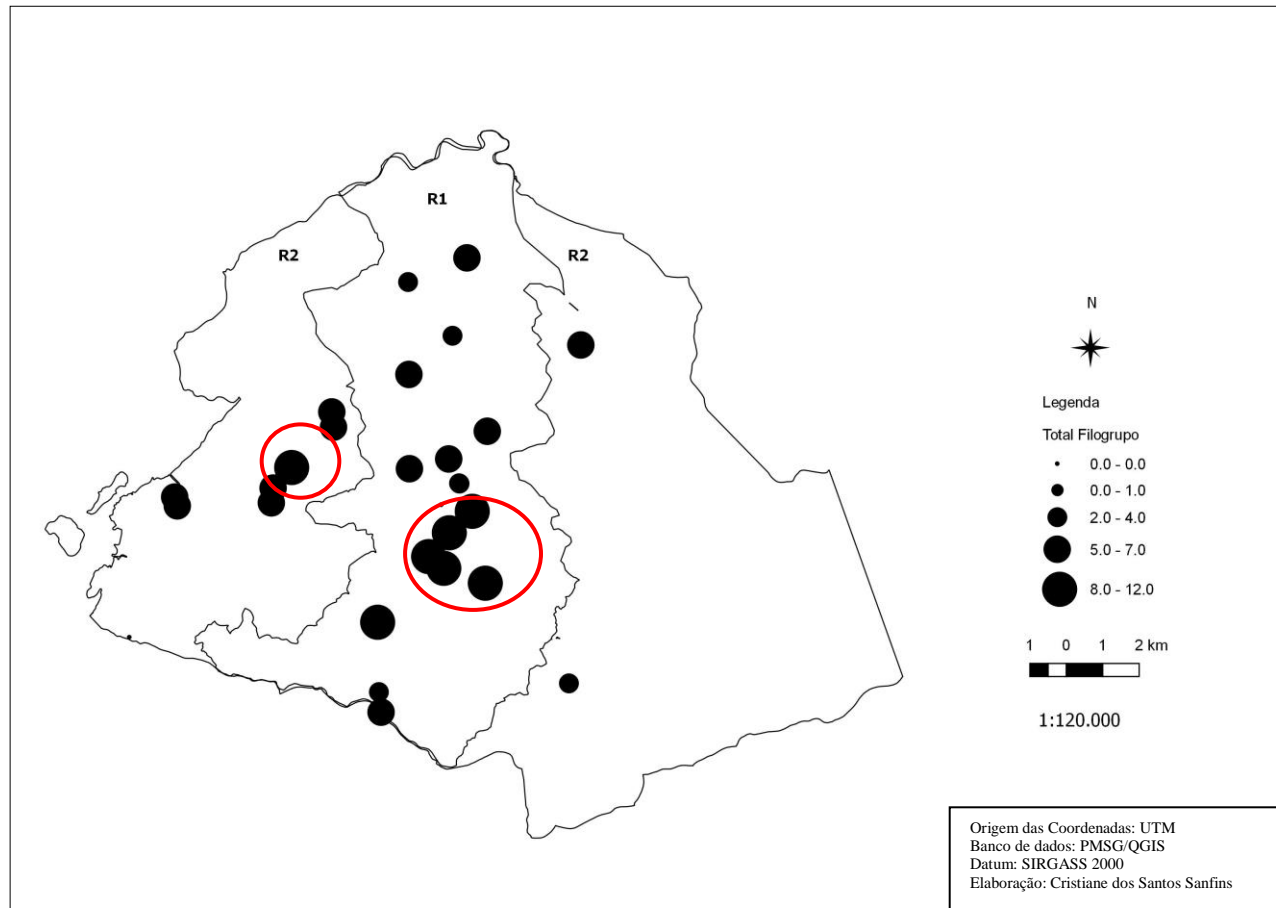 R1
R2
R2
N
Legenda
Total Filogrupo
0.0 - 0.0
0.0 - 1.0
2.0 - 4.0
5.0 - 7.0
8.0 - 12.0
1 0 1 2 km
1:120.000
Origem das Coordenadas: UTM
Banco de dados: PMSG/QGIS
Datum: SIRGASS 2000
Elaboração: Cristiane dos Santos Sanfins